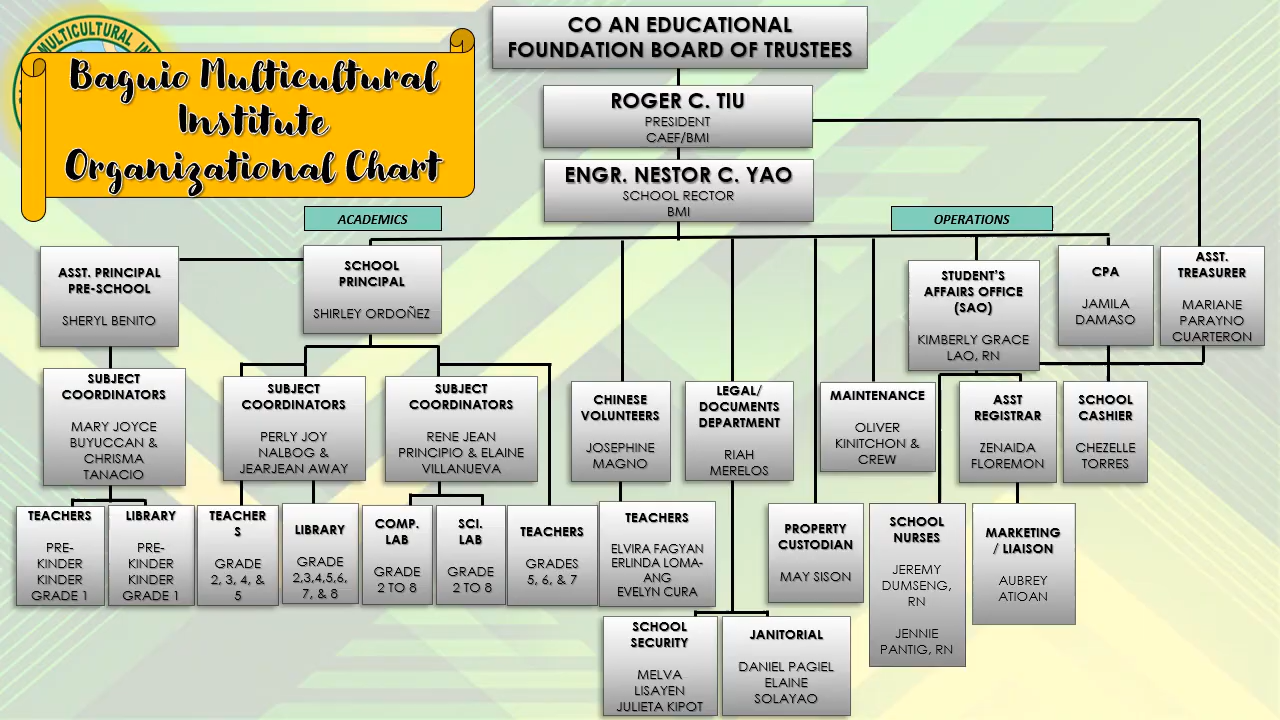 MULTICULTURAL IN
Baguio Multicultural
Institute
Organizational Chart
CO AN EDUCATIONAL
FOUNDATION BOARD OF TRUSTEES
ROGER C. TIU
PRESIDENT
CAEF/BMI
ENGR. NESTOR C. YAO
SCHOOL RECTOR
BMI
ACADEMICS
OPERATIONS
ASST. PRINCIPAL
PRE-SCHOOL
SHERYL BENITO
SCHOOL
PRINCIPAL
SHIRLEY ORDOÑEZ
STUDENT'S
AFFAIRS OFFICE
(SAO)
KIMBERLY GRACE
LAO, RN
CPA
JAMILA
DAMASO
ASST.
TREASURER
MARIANE
PARAYNO
CUARTERON
SUBJECT
COORDINATORS
MARY JOYCE
BUYUCCAN &
CHRISMA
TANACIO
SUBJECT
COORDINATORS
PERLY JOY
NALBOG &
JEARJEAN AWAY
SUBJECT
COORDINATORS
RENE JEAN
PRINCIPIO & ELAINE
VILLANUEVA
CHINESE
VOLUNTEERS
JOSEPHINE
MAGNO
LEGAL/
DOCUMENTS
DEPARTMENT
RIAH
MERELOS
MAINTENANCE
OLIVER
KINITCHON &
CREW
ASST
REGISTRAR
ZENAIDA
FLOREMON
SCHOOL
CASHIER
CHEZELLE
TORRES
TEACHERS
PRE-
KINDER
KINDER
GRADE 1
LIBRARY
PRE-
KINDER
KINDER
GRADE 1
TEACHER
S
GRADE
2, 3, 4, &
5
LIBRARY
GRADE
2,3,4,5,6,
7, & 8
COMP.
LAB
GRADE
2 TO 8
SCI.
LAB
GRADE
2 TO 8
TEACHERS
GRADES
5, 6, & 7
TEACHERS
ELVIRA FAGYAN
ERLINDA LOMA-
ANG
EVELYN CURA
PROPERTY
CUSTODIAN
MAY SISON
SCHOOL
NURSES
JEREMY
DUMSENG,
RN
JENNIE
PANTIG, RN
MARKETING
/ LIAISON
AUBREY
ATIOAN
SCHOOL
SECURITY
MELVA
LISAYEN
JULIETA KIPOT
JANITORIAL
DANIEL PAGIEL
ELAINE
SOLAYAO